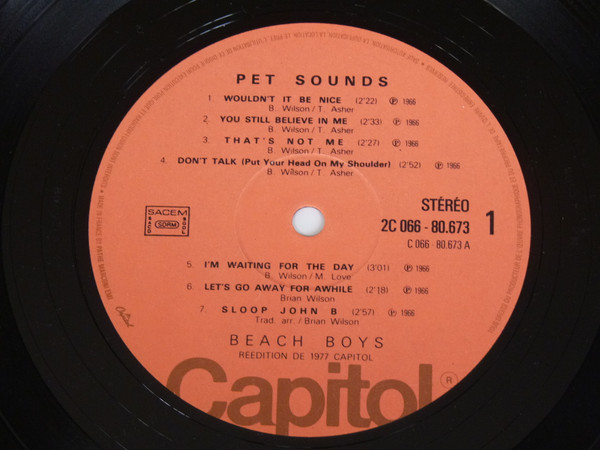 PET SOUNDS
1. WOULDN'T IT BE NICE (2'22) Ⓟ 1966
B. Wilson / T. Asher
2. YOU STILL BELIEVE IN ME (2'33) Ⓟ 1966
B. Wilson / T. Asher
3. THAT'S NOT ME (2'27) Ⓟ 1966
B. Wilson / T. Asher
4. DON'T TALK (Put Your Head On My Shoulder) (2'52) Ⓟ 1966
B. Wilson / T. Asher
SACEM
SDRM
STÉRÉO
2C 066 - 80.673
1
C 066 - 80.673 A
5. I'M WAITING FOR THE DAY (3'01) Ⓟ 1966
B. Wilson / M. Love
6. LET'S GO AWAY FOR AWHILE (2'18) Ⓟ 1966
Brian Wilson
7. SLOOP JOHN B (2'57) Ⓟ 1966
Trad. arr. / Brian Wilson
BEACH BOYS
REEDITION DE 1977 CAPITOL
Capitol
Capitol ®